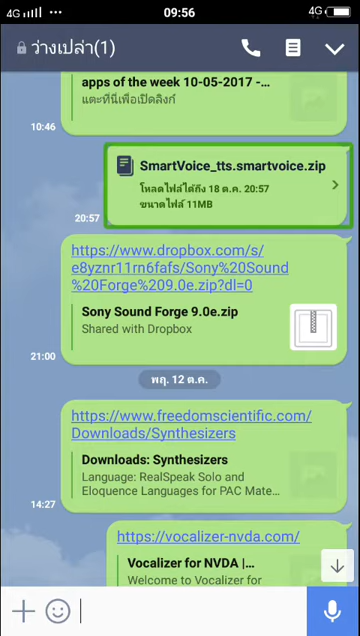 4G
09:56
4G
ว่างเปล่า(1)
apps of the week 10-05-2017 -...
แตะที่นี่เพื่อเปิดลิงก์
10:46
SmartVoice_tts.smartvoice.zip
โหลดไฟล์ได้ถึง 18 ต.ค. 20:57
ขนาดไฟล์ 11MB
20:57
https://www.dropbox.com/s/
e8yznr11rn6fafs/Sony%20Sound
%20Forge%209.0e.zip?dl=0
Sony Sound Forge 9.0e.zip
Shared with Dropbox
21:00
พฤ. 12 ต.ค.
https://www.freedomscientific.com/
Downloads/Synthesizers
Downloads: Synthesizers
Language: RealSpeak Solo and
Eloquence Languages for PAC Mate...
14:27
https://vocalizer-nvda.com/
Vocalizer for NVDA |...
Welcome to Vocalizer for